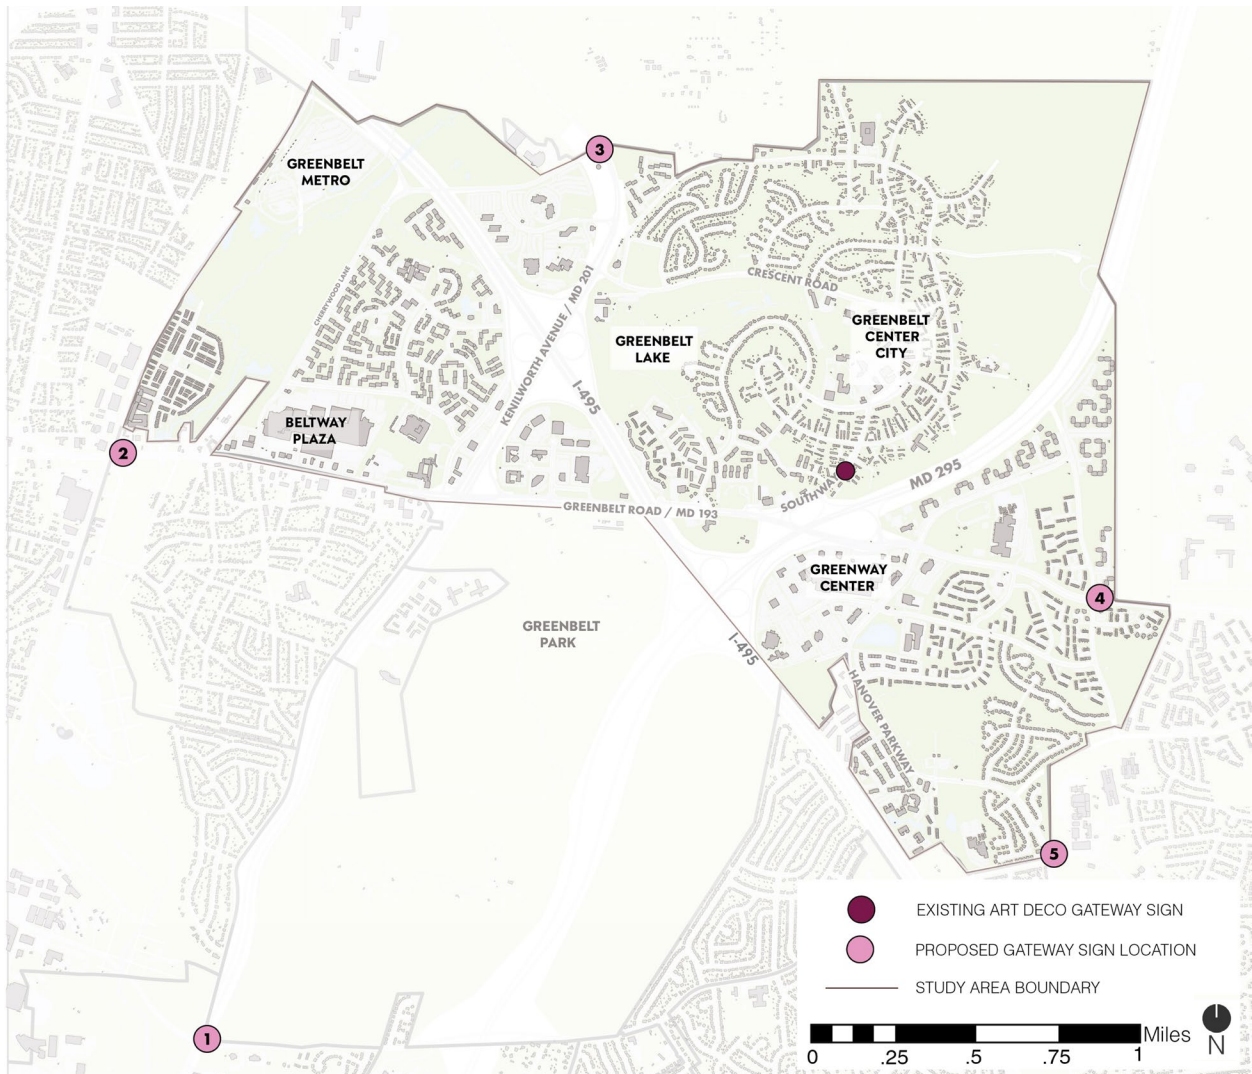 3
GREENBELT
METRO
CRESCENT ROAD
CHERRYWOOD LANE
KENILWORTH AVENUE / MD 201
GREENBELT
LAKE
GREENBELT
CENTER
CITY
I-495
BELTWAY
PLAZA
2
MD 295
SOUTHWAY
GREENBELT ROAD / MD 193
GREENWAY
CENTER
4
GREENBELT
PARK
I-495
HANOVER PARKWAY
5
1
EXISTING ART DECO GATEWAY SIGN
PROPOSED GATEWAY SIGN LOCATION
STUDY AREA BOUNDARY
Miles
0 .25 .5 .75 1
N